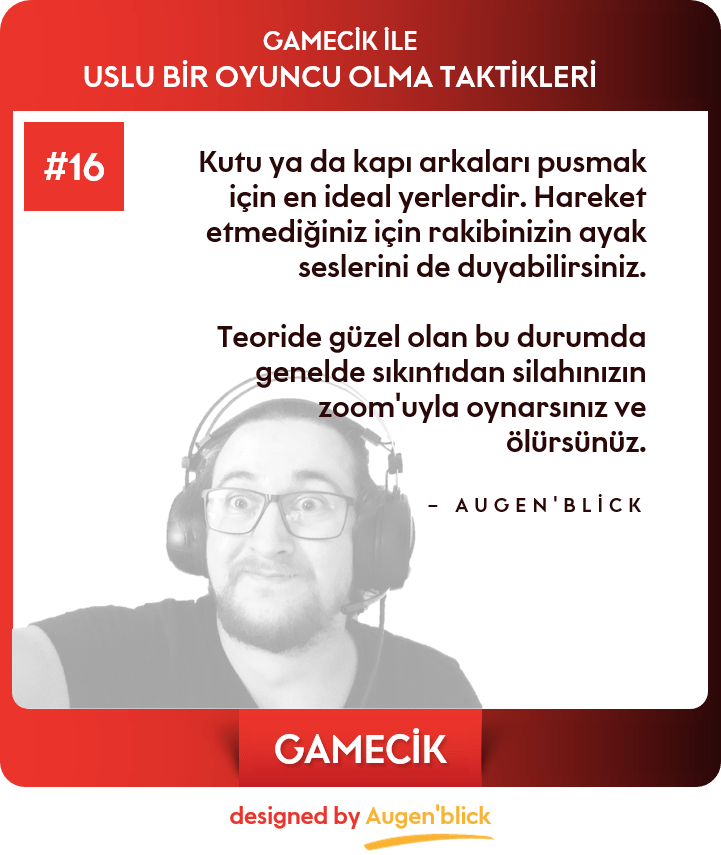 GAMECİK İLE
USLU BİR OYUNCU OLMA TAKTİKLERİ
#16
Kutu ya da kapı arkaları pusmak
için en ideal yerlerdir. Hareket
etmediğiniz için rakibinizin ayak
seslerini de duyabilirsiniz.
Teoride güzel olan bu durumda
genelde sıkıntıdan silahınızın
zoom'uyla oynarsınız ve
ölürsünüz.
- AUGEN'BLİCK
GAMECİK
designed by Augen'blick